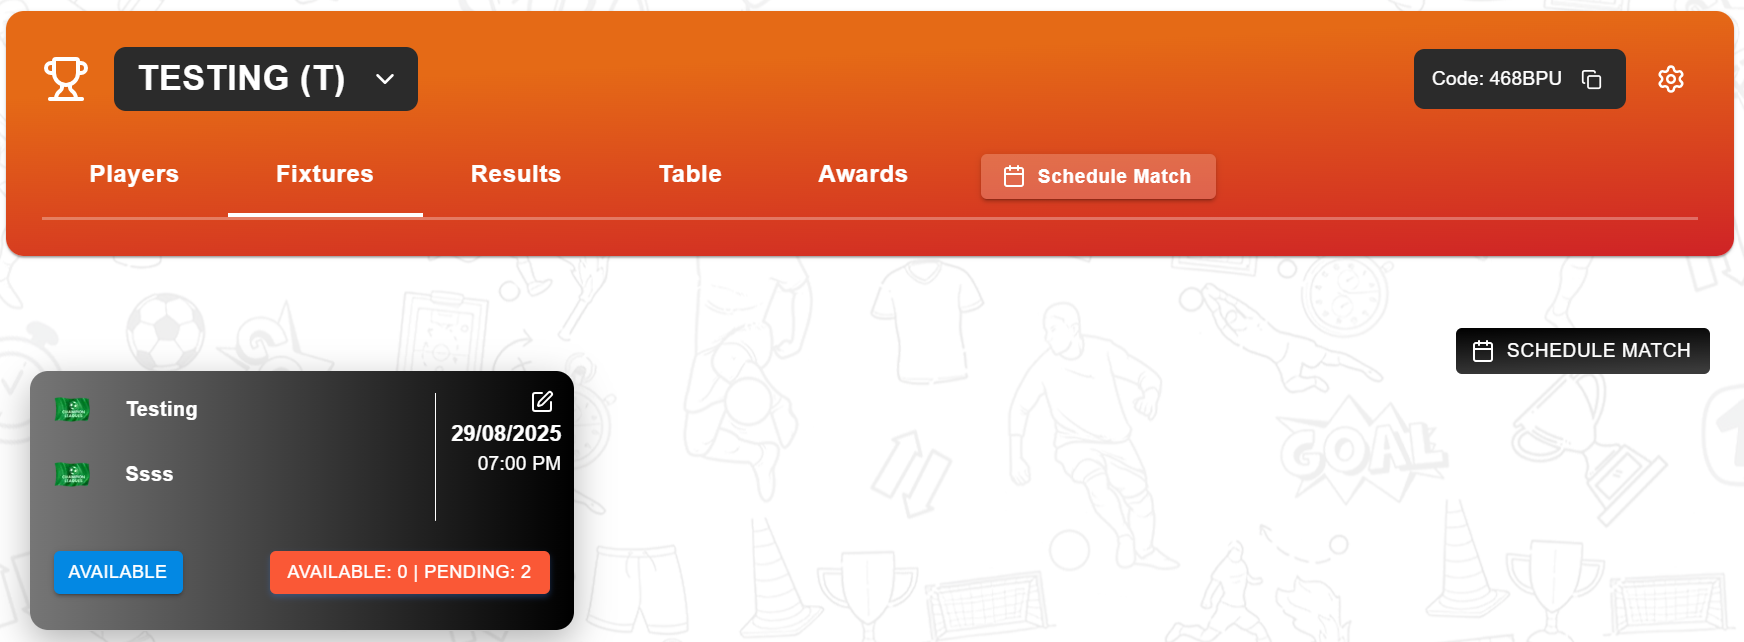 TESTING (T)
Code: 468BPU
Players
Fixtures
Results
Table
Awards
Schedule Match
SCHEDULE MATCH
Testing
29/08/2025
07:00 PM
Ssss
AVAILABLE
AVAILABLE: 0 | PENDING: 2
GOAL